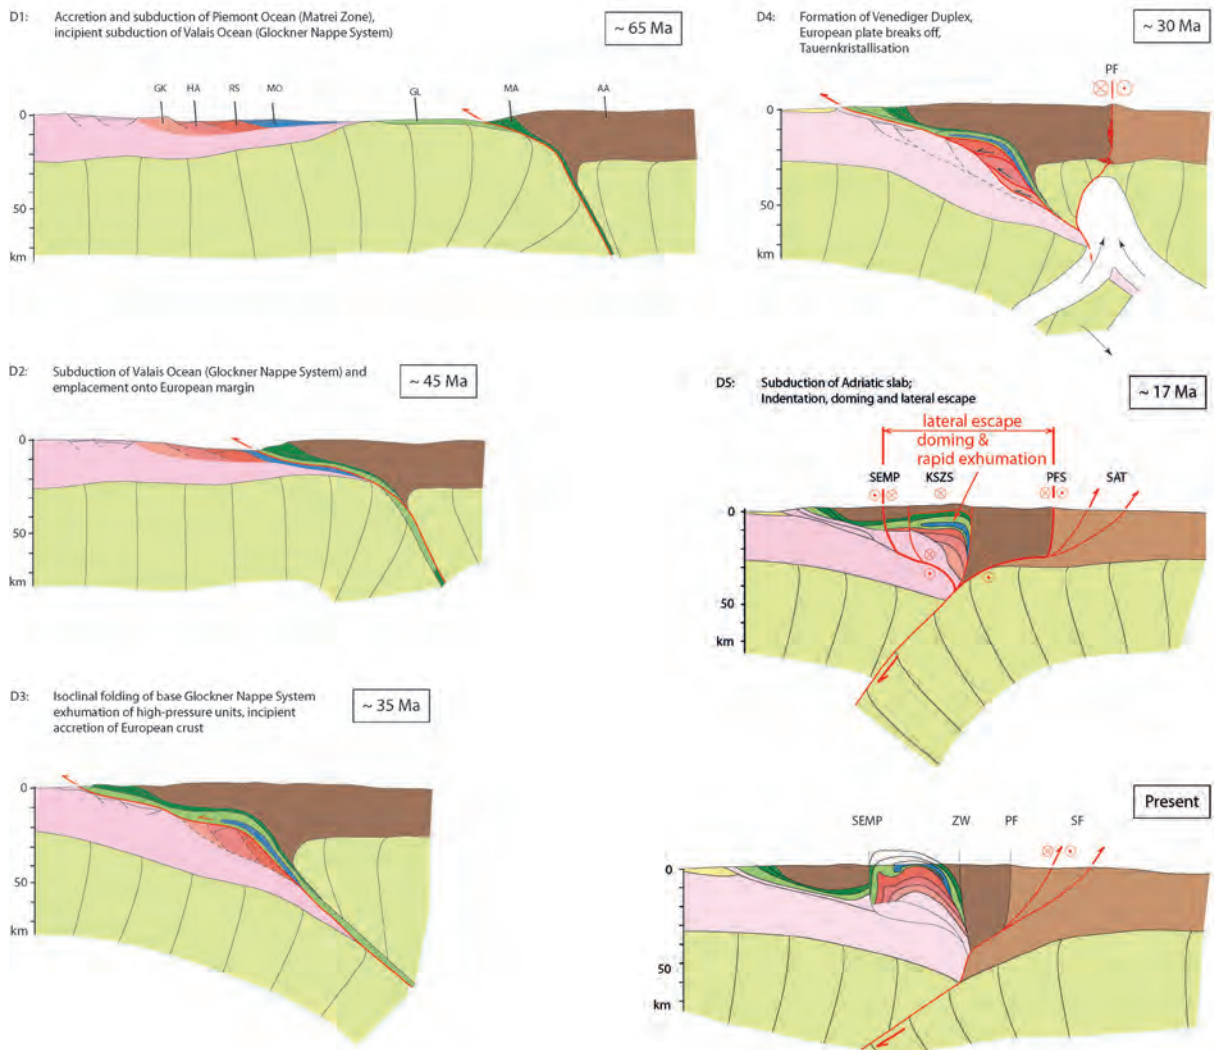 D1: Accretion and subduction of Piemont Ocean (Matrei Zone),
incipient subduction of Valais Ocean (Glockner Nappe System)
~ 65 Ma
GK HA RS MO GL MA AA
0
50
km
D2: Subduction of Valais Ocean (Glockner Nappe System) and
emplacement onto European margin
~ 45 Ma
0
50
km
D3: Isoclinal folding of base Glockner Nappe System
exhumation of high-pressure units, incipient
accretion of European crust
~ 35 Ma
0
50
km
D4: Formation of Venediger Duplex,
European plate breaks off,
Tauernkristallisation
~ 30 Ma
PF
0
50
km
D5: Subduction of Adriatic slab;
Indentation, doming and lateral escape
~ 17 Ma
lateral escape
doming &
rapid exhumation
SEMP KSZS PFS SAT
0
50
km
Present
SEMP ZW PF SF
0
50
km